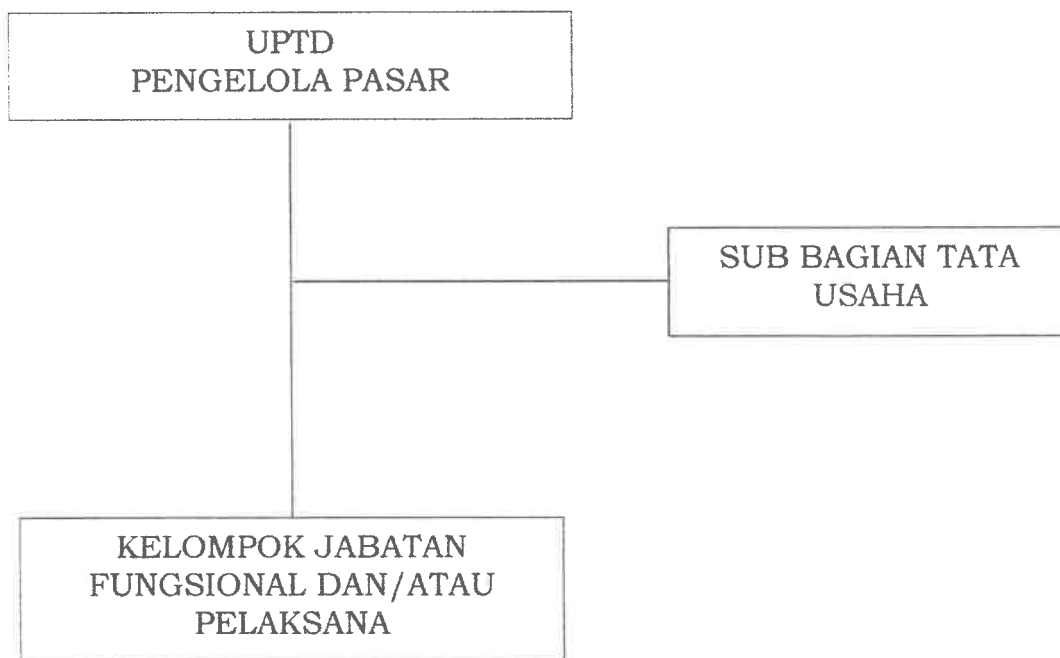 UPTD
PENGELOLA PASAR
SUB BAGIAN TATA
USAHA
KELOMPOK JABATAN
FUNGSIONAL DAN/ATAU
PELAKSANA